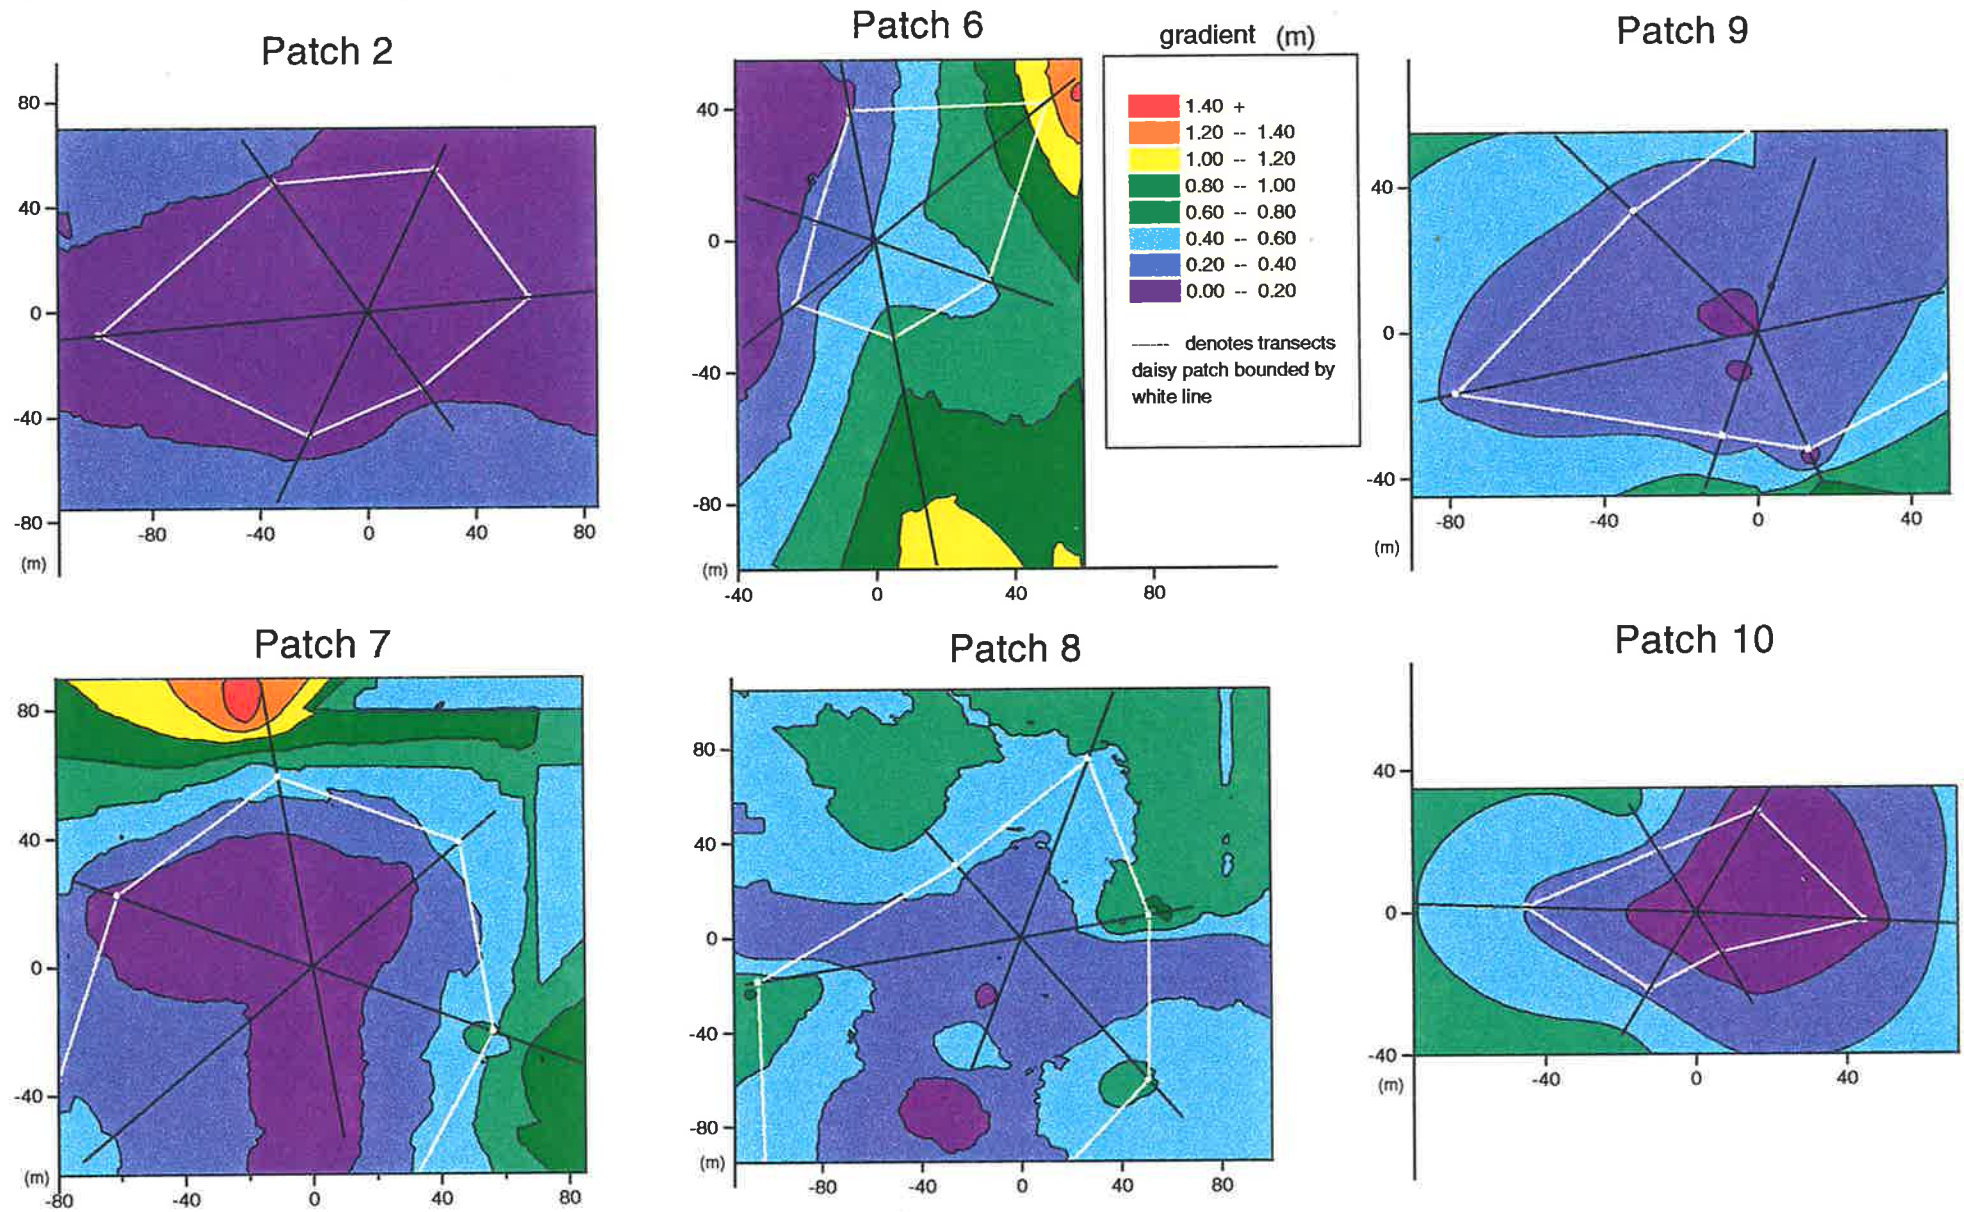 Patch 2
80
40
0
-40
-80
-80
-40
0
40
80
(m)
Patch 6
40
0
-40
-80
(m)
-40
0
40
80
gradient (m)
1.40 +
1.20 -- 1.40
1.00 -- 1.20
0.80 -- 1.00
0.60 -- 0.80
0.40 -- 0.60
0.20 -- 0.40
0.00 -- 0.20
denotes transects
daisy patch bounded by
white line
Patch 9
40
0
-40
-80
-40
0
40
(m)
Patch 7
80
40
0
-40
(m)
-80
-40
0
40
80
Patch 8
80
40
0
-40
-80
(m)
-80
-40
0
40
80
Patch 10
40
0
-40
(m)
-40
0
40